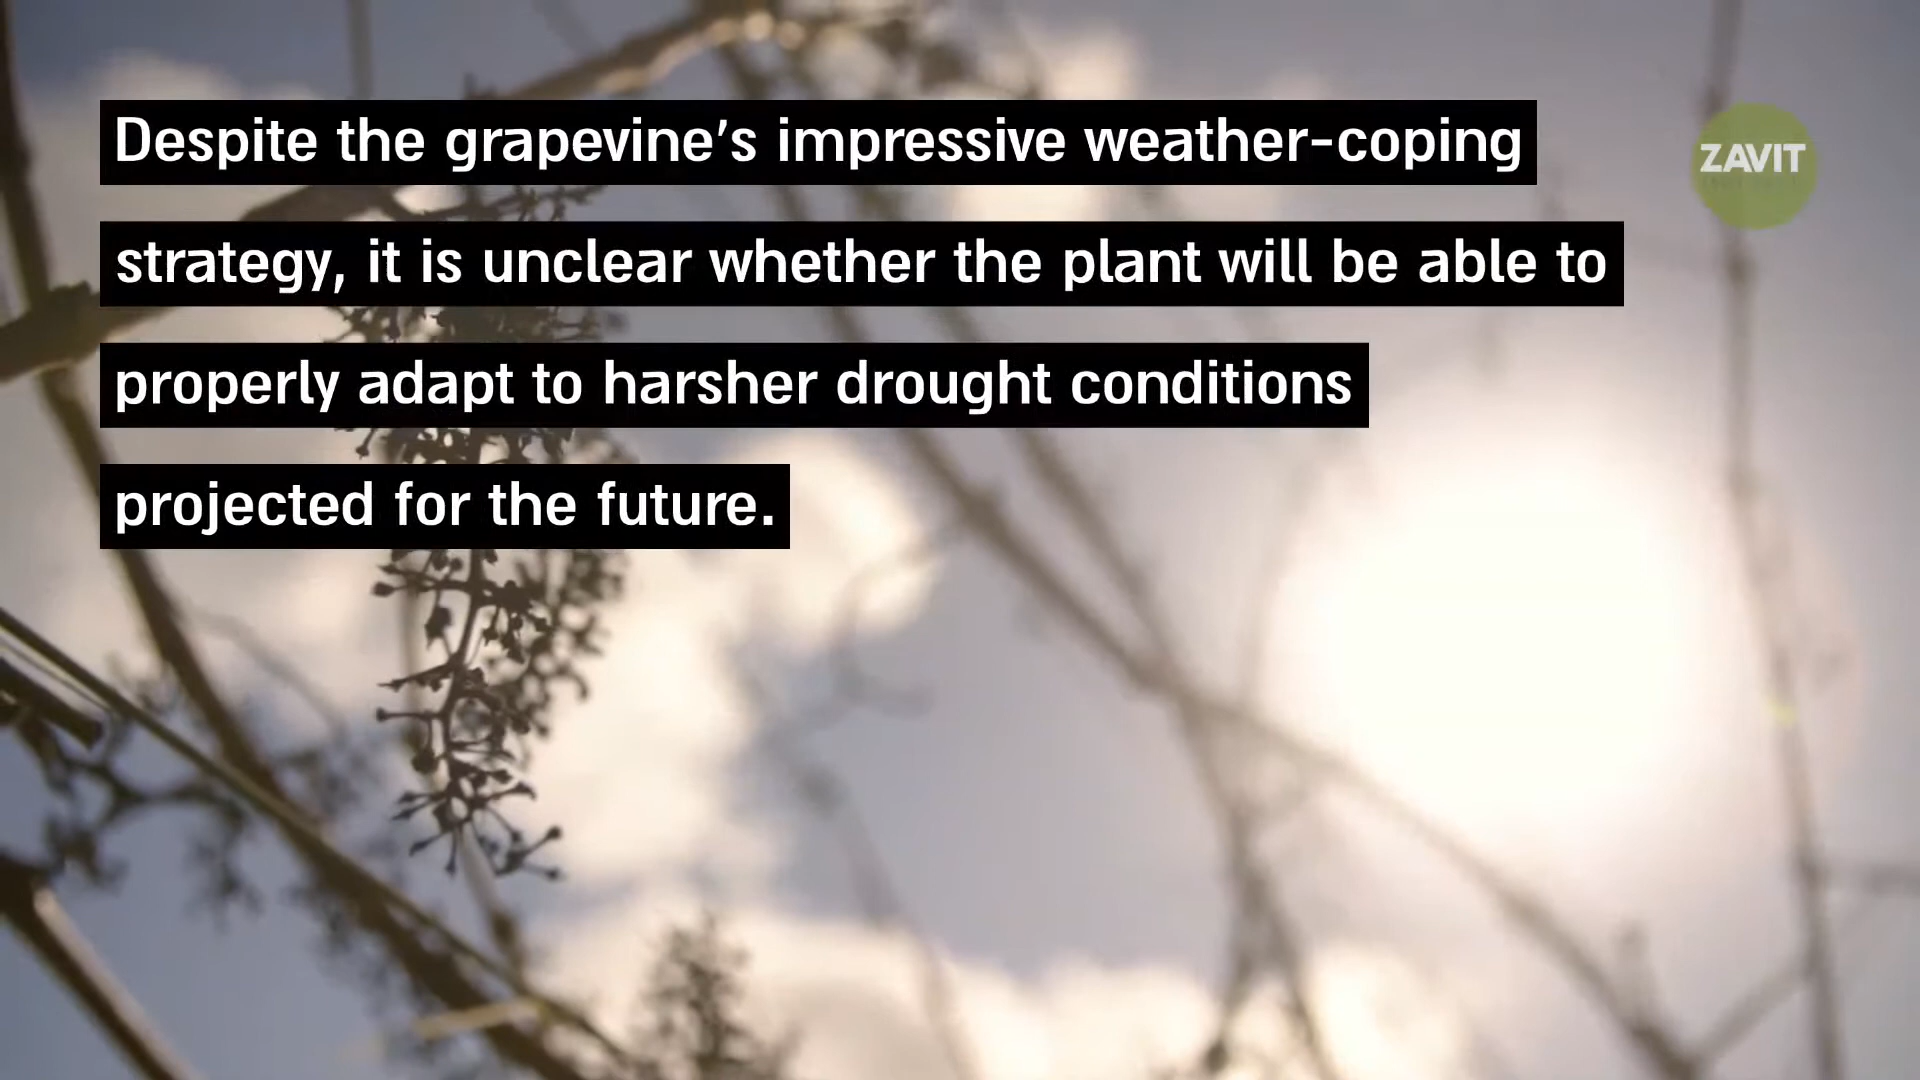 Despite the grapevine's impressive weather-coping
strategy, it is unclear whether the plant will be able to
properly adapt to harsher drought conditions
projected for the future.
ZAVIT